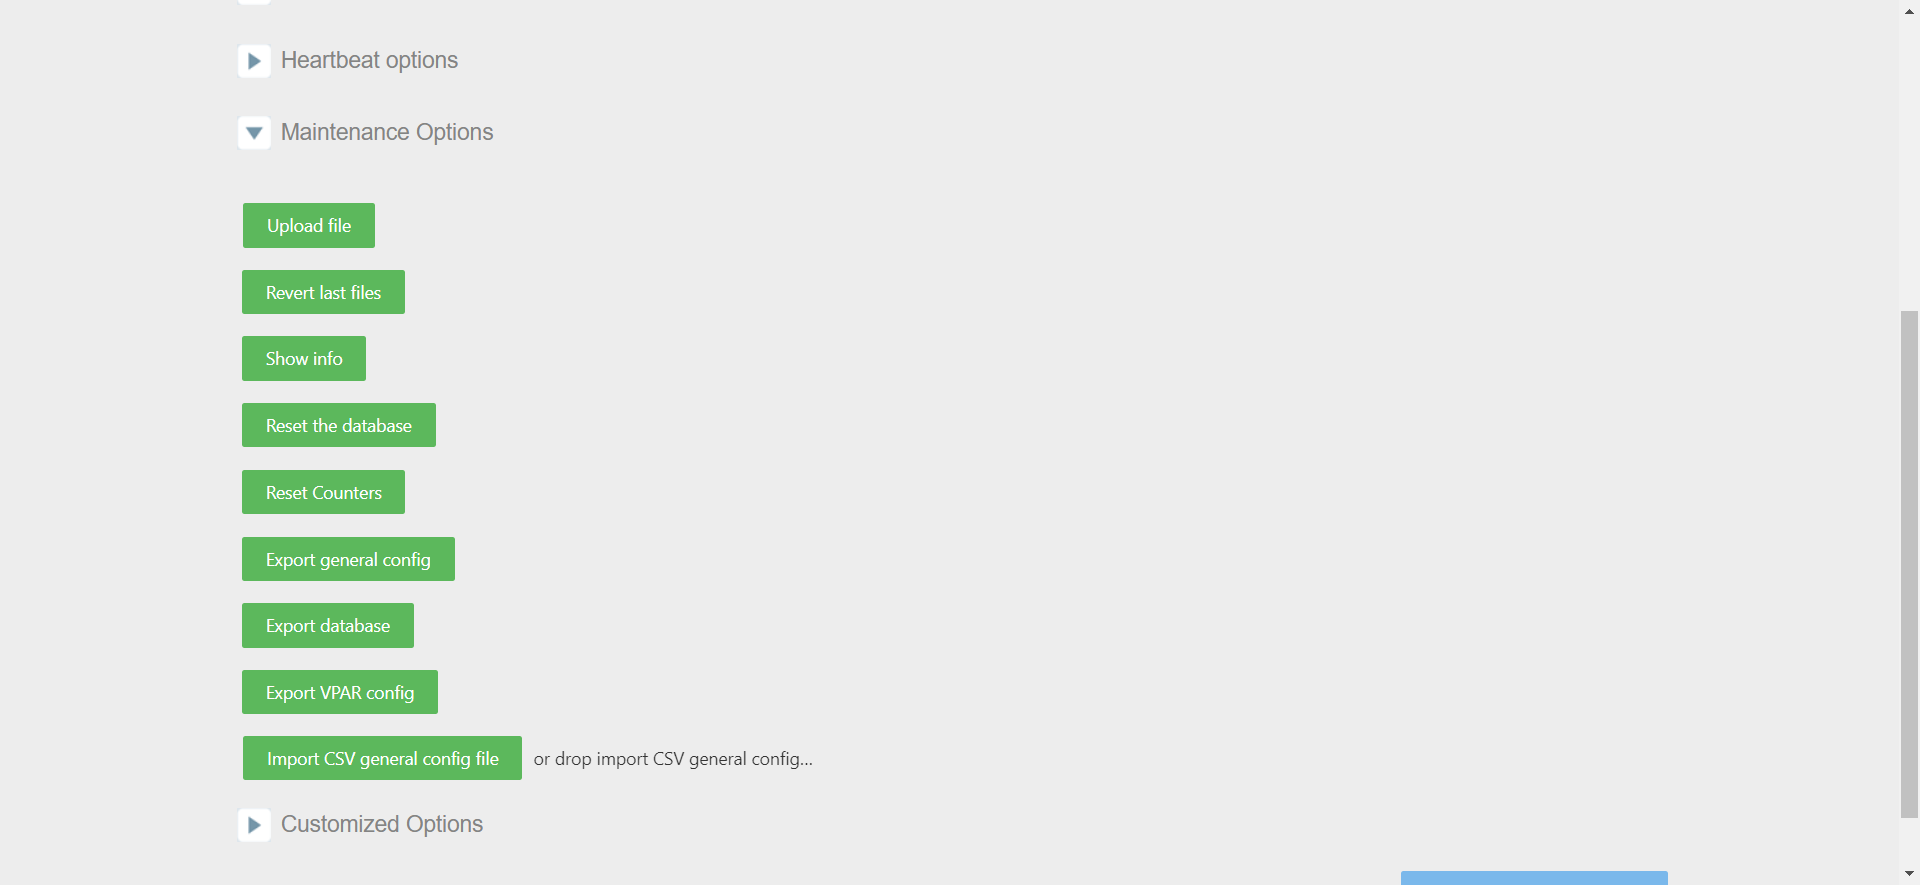 Heartbeat options
Maintenance Options
Upload file
Revert last files
Show info
Reset the database
Reset Counters
Export general config
Export database
Export VPAR config
Import CSV general config file or drop import CSV general config...
Customized Options